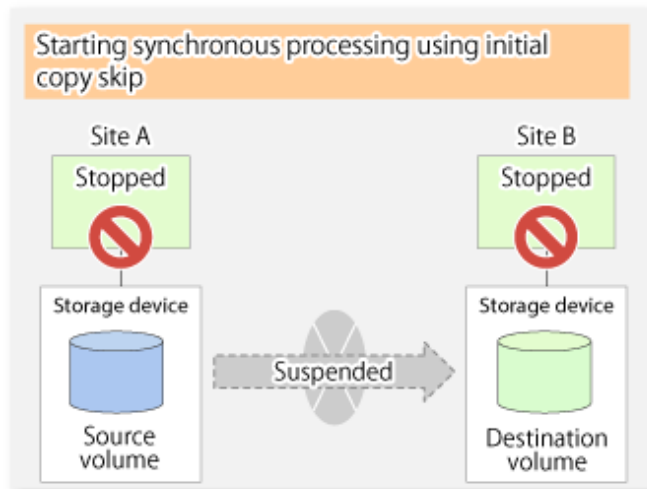 Starting synchronous processing using initial
copy skip
Site A
Site B
Stopped
Stopped
Storage device
Storage device
Suspended
Source
volume
Destination
volume